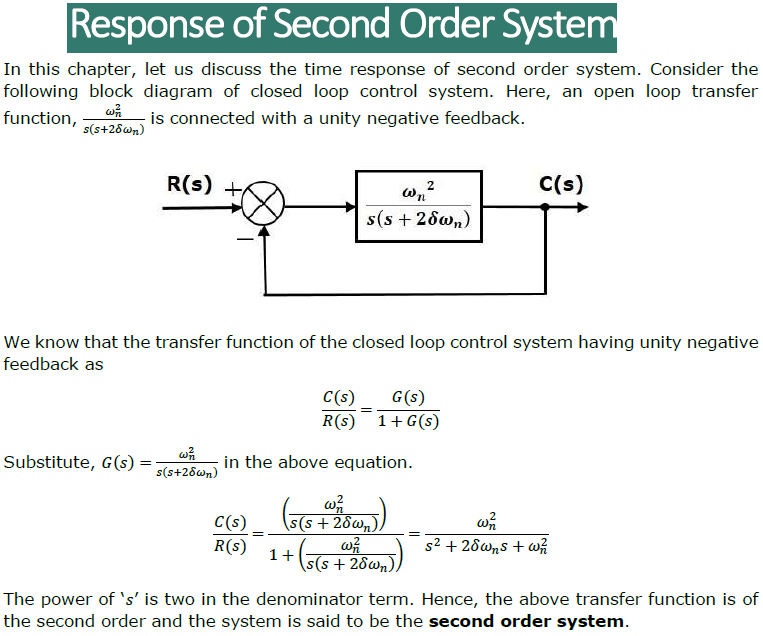 Response of Second Order System
In this chapter, let us discuss the time response of second order system. Consider the
following block diagram of closed loop control system. Here, an open loop transfer
function, ωₙ²/s(s+2δωₙ) is connected with a unity negative feedback.
R(s) + − ωₙ²/s(s + 2δωₙ) C(s)
We know that the transfer function of the closed loop control system having unity negative
feedback as
C(s)/R(s) = G(s)/1 + G(s)
Substitute, G(s) = ωₙ²/s(s+2δωₙ) in the above equation.
C(s)/R(s) = (ωₙ²/s(s + 2δωₙ))/1 + (ωₙ²/s(s + 2δωₙ)) = ωₙ²/s² + 2δωₙs + ωₙ²
The power of ‘s’ is two in the denominator term. Hence, the above transfer function is of
the second order and the system is said to be the second order system.